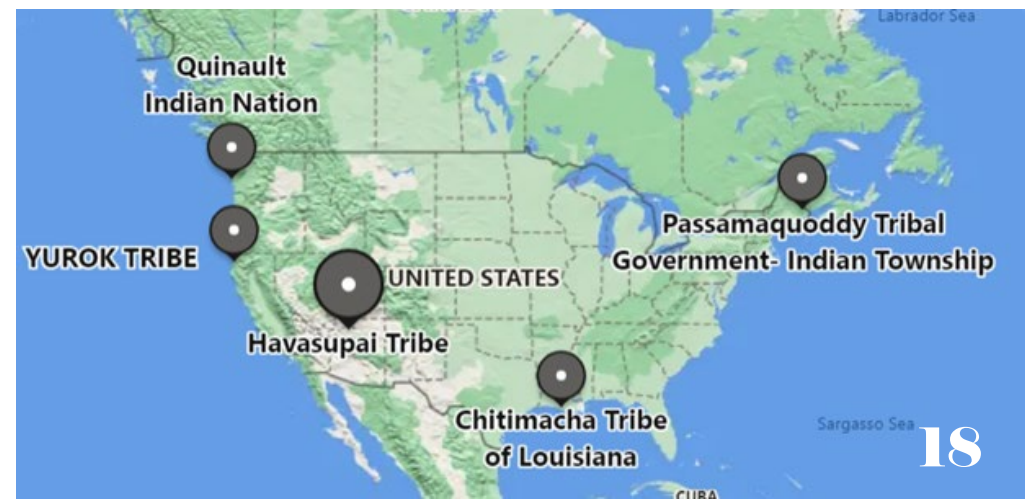 Labrador Sea
Quinault
Indian Nation
Passamaquoddy Tribal
Government- Indian Township
YUROK TRIBE
UNITED STATES
Havasupai Tribe
Chitimacha Tribe
of Louisiana
Sargasso Sea
18
CUBA